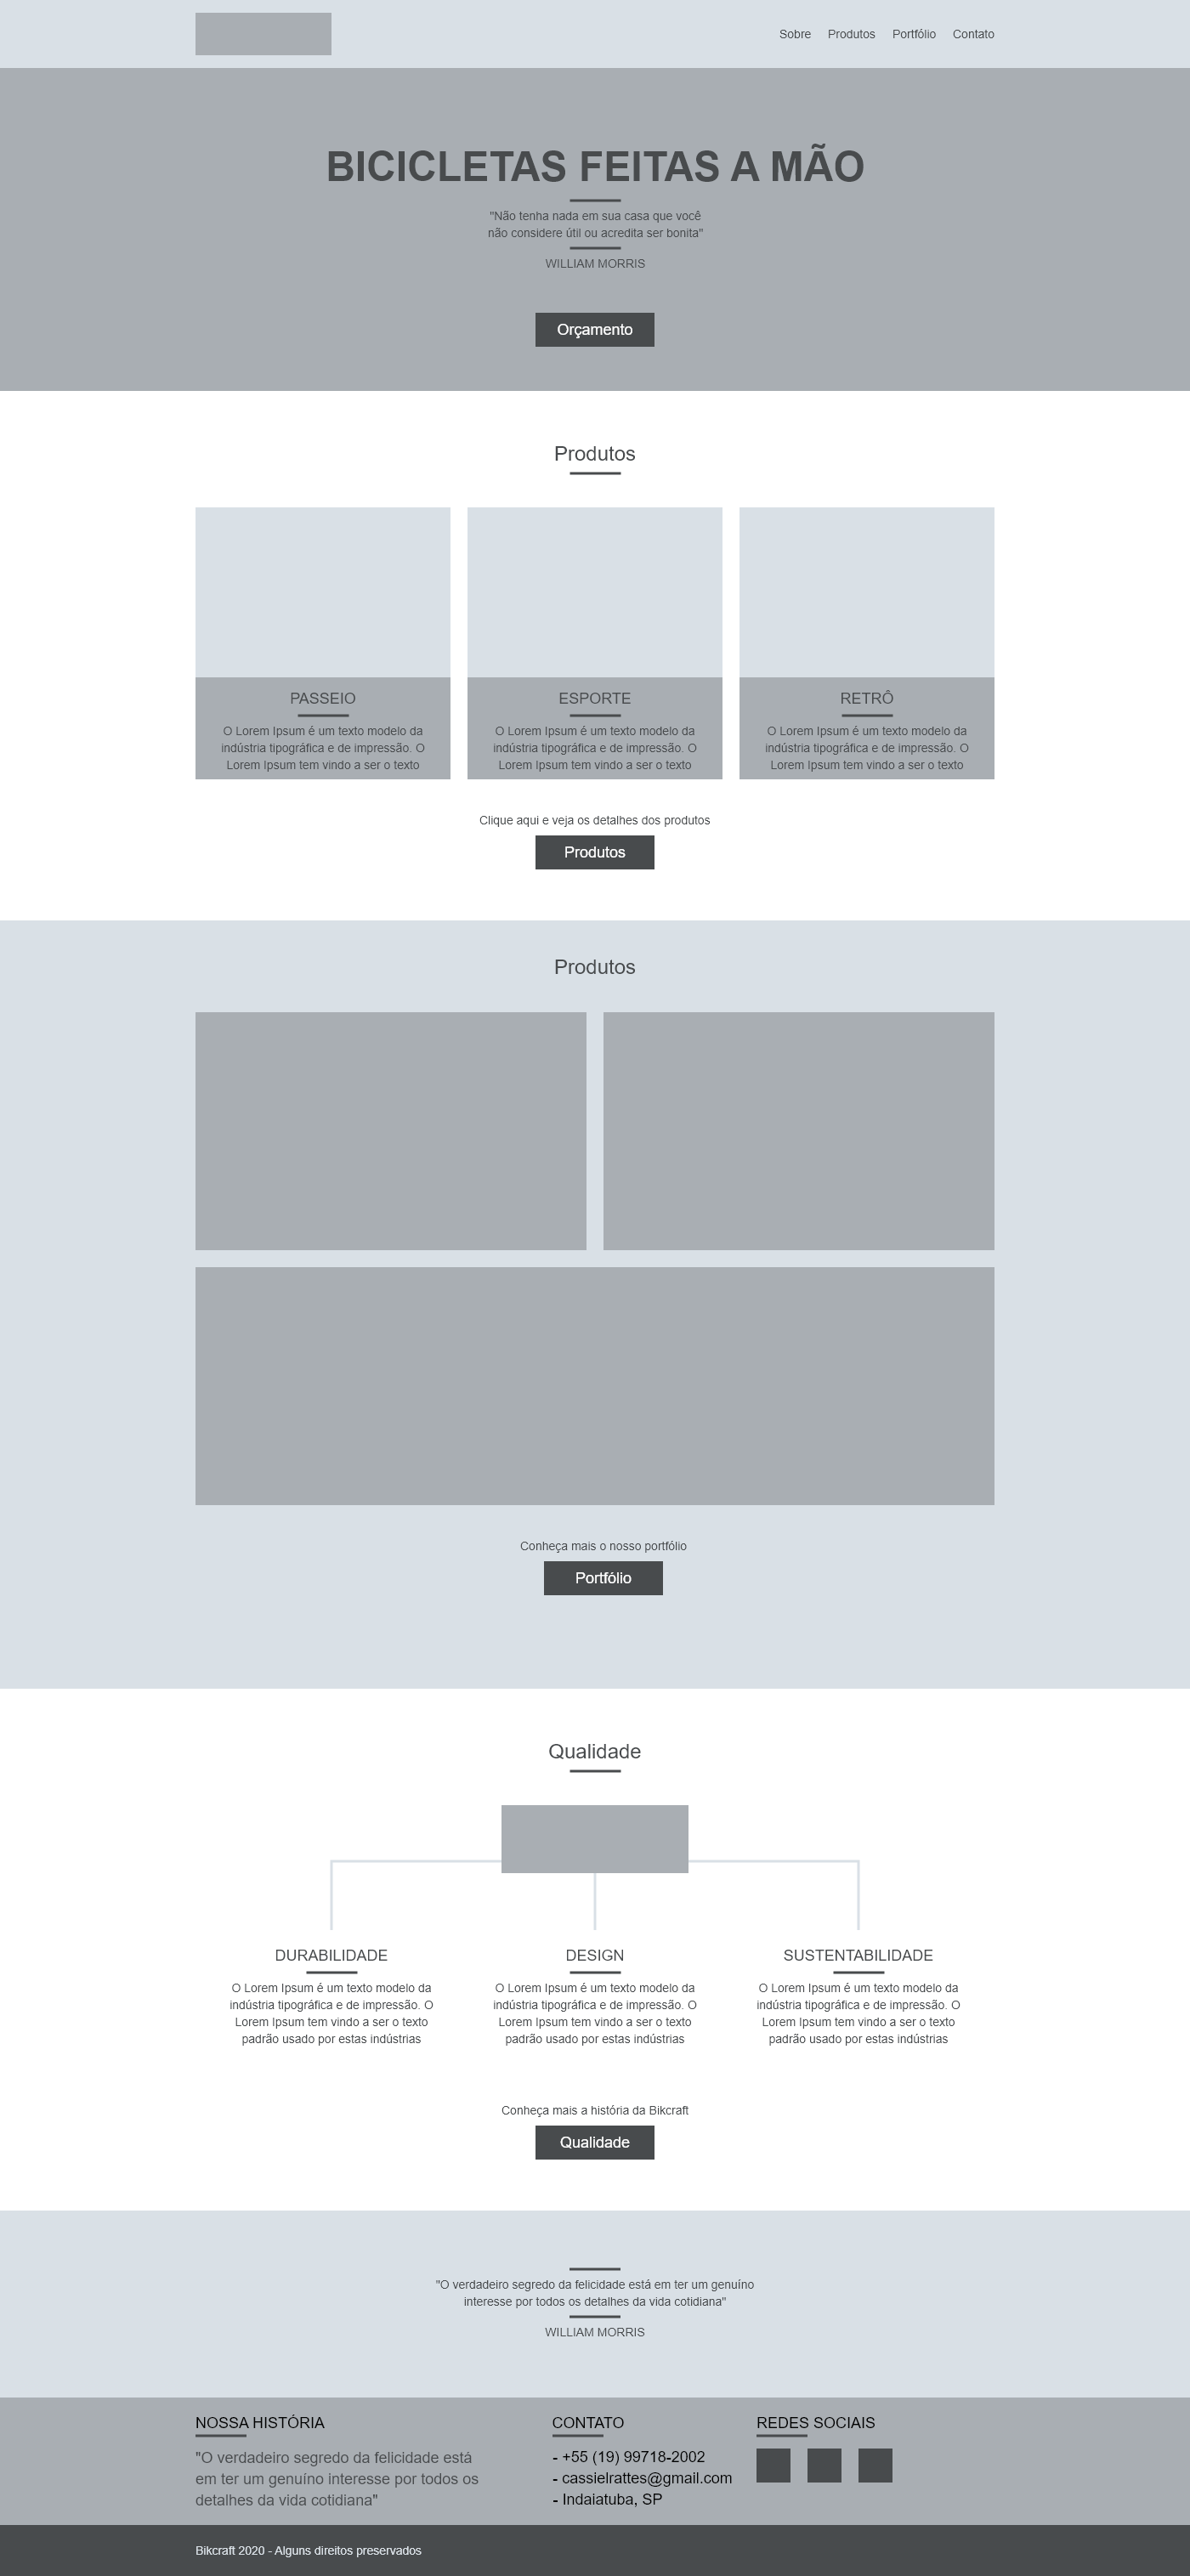 Sobre Produtos Portfólio Contato
BICICLETAS FEITAS A MÃO
"Não tenha nada em sua casa que você
não considere útil ou acredita ser bonita"
WILLIAM MORRIS
Orçamento
Produtos
PASSEIO
O Lorem Ipsum é um texto modelo da
indústria tipográfica e de impressão. O
Lorem Ipsum tem vindo a ser o texto
ESPORTE
O Lorem Ipsum é um texto modelo da
indústria tipográfica e de impressão. O
Lorem Ipsum tem vindo a ser o texto
RETRÔ
O Lorem Ipsum é um texto modelo da
indústria tipográfica e de impressão. O
Lorem Ipsum tem vindo a ser o texto
Clique aqui e veja os detalhes dos produtos
Produtos
Produtos
Conheça mais o nosso portfólio
Portfólio
Qualidade
DURABILIDADE
O Lorem Ipsum é um texto modelo da
indústria tipográfica e de impressão. O
Lorem Ipsum tem vindo a ser o texto
padrão usado por estas indústrias
DESIGN
O Lorem Ipsum é um texto modelo da
indústria tipográfica e de impressão. O
Lorem Ipsum tem vindo a ser o texto
padrão usado por estas indústrias
SUSTENTABILIDADE
O Lorem Ipsum é um texto modelo da
indústria tipográfica e de impressão. O
Lorem Ipsum tem vindo a ser o texto
padrão usado por estas indústrias
Conheça mais a história da Bikcraft
Qualidade
"O verdadeiro segredo da felicidade está em ter um genuíno
interesse por todos os detalhes da vida cotidiana"
WILLIAM MORRIS
NOSSA HISTÓRIA
"O verdadeiro segredo da felicidade está
em ter um genuíno interesse por todos os
detalhes da vida cotidiana"
CONTATO
- +55 (19) 99718-2002
- cassielrattes@gmail.com
- Indaiatuba, SP
REDES SOCIAIS
Bikcraft 2020 - Alguns direitos preservados